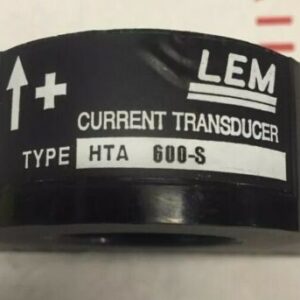 LEM
+
CURRENT TRANSDUCER
TYPE HTA 600-S